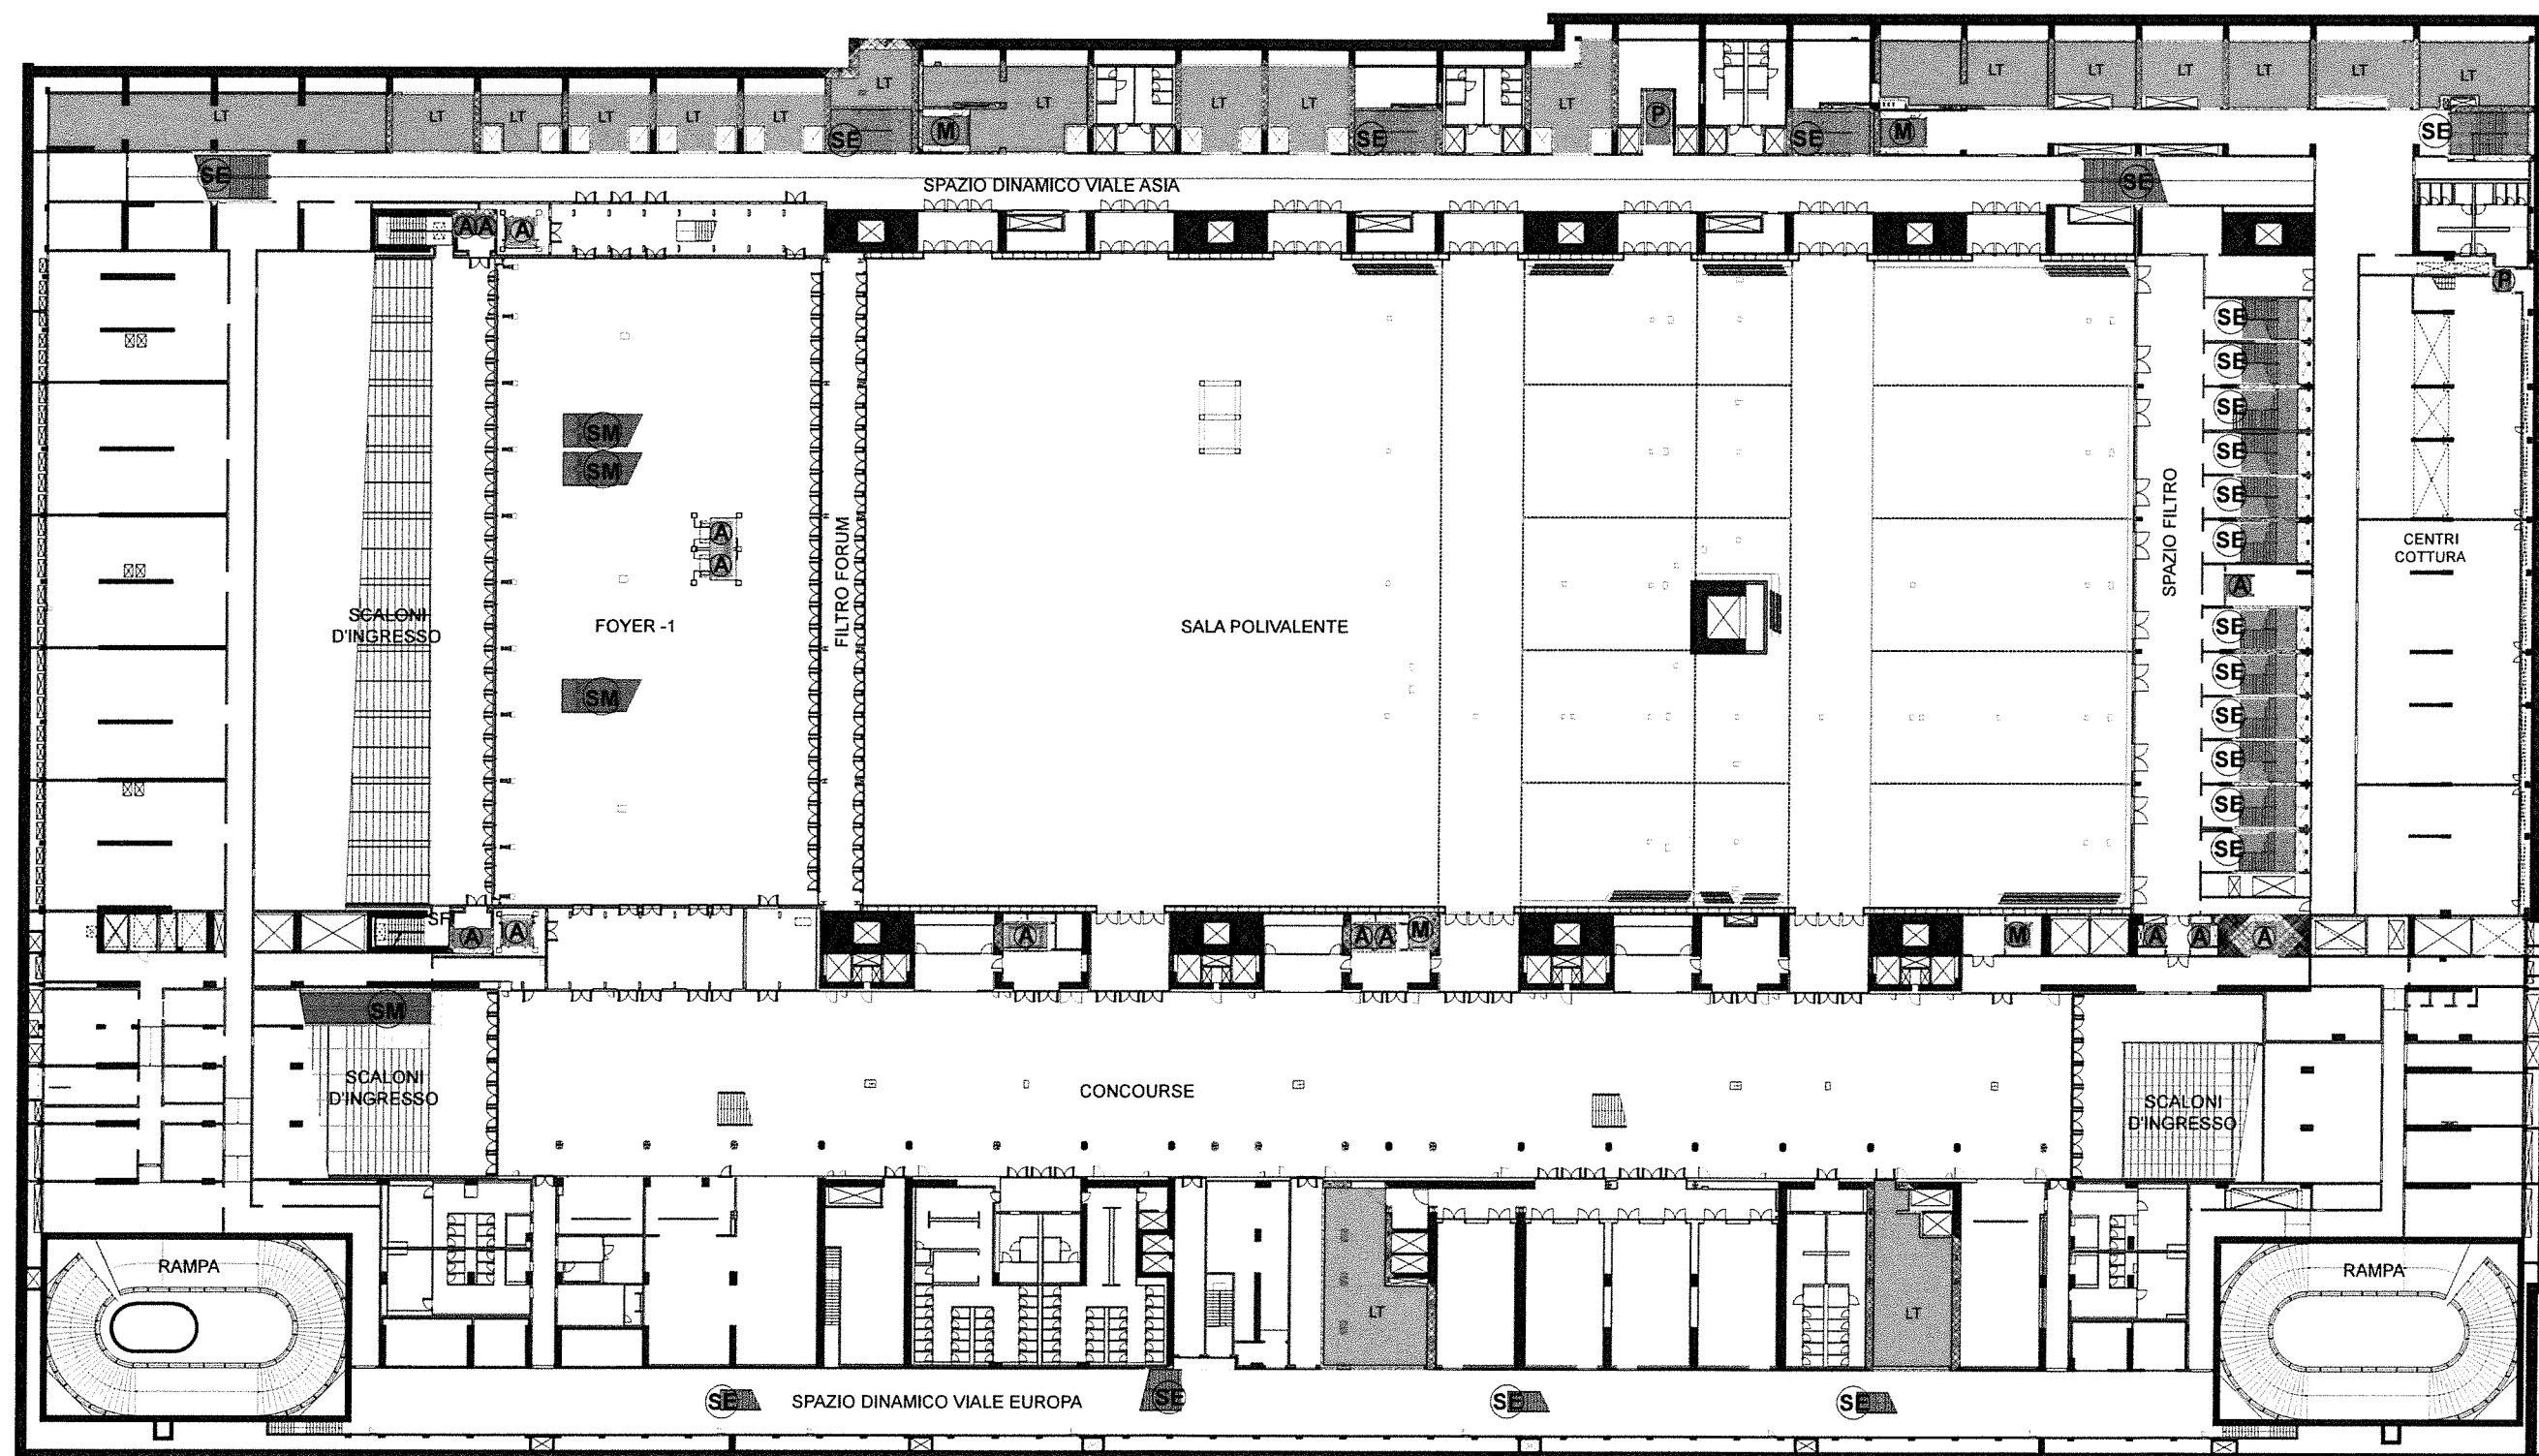 LT LT LT LT LT LT LT LT LT LT LT LT LT LT LT LT LT
SE M SE P SE M SE
SE SE
SPAZIO DINAMICO VIALE ASIA
A A A
P
SE
SE
SE
SE
SE
SE
A
SE
SE
SE
SE
SE
SE
SM
SM
A
A
SM
SCALONI
D'INGRESSO
FOYER -1
FILTRO FORUM
SALA POLIVALENTE
SPAZIO FILTRO
CENTRI
COTTURA
SF
A A A A A M M A A A
SM
SCALONI
D'INGRESSO
CONCOURSE
SCALONI
D'INGRESSO
RAMPA
LT LT
RAMPA
SE SPAZIO DINAMICO VIALE EUROPA SE SE SE